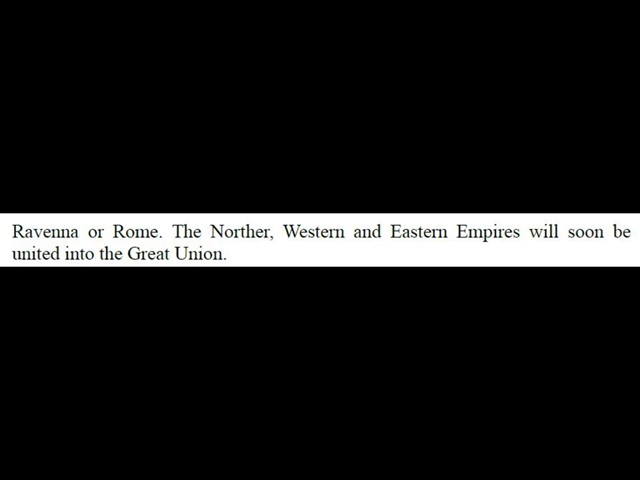 Ravenna or Rome. The Norther, Western and Eastern Empires will soon be
united into the Great Union.